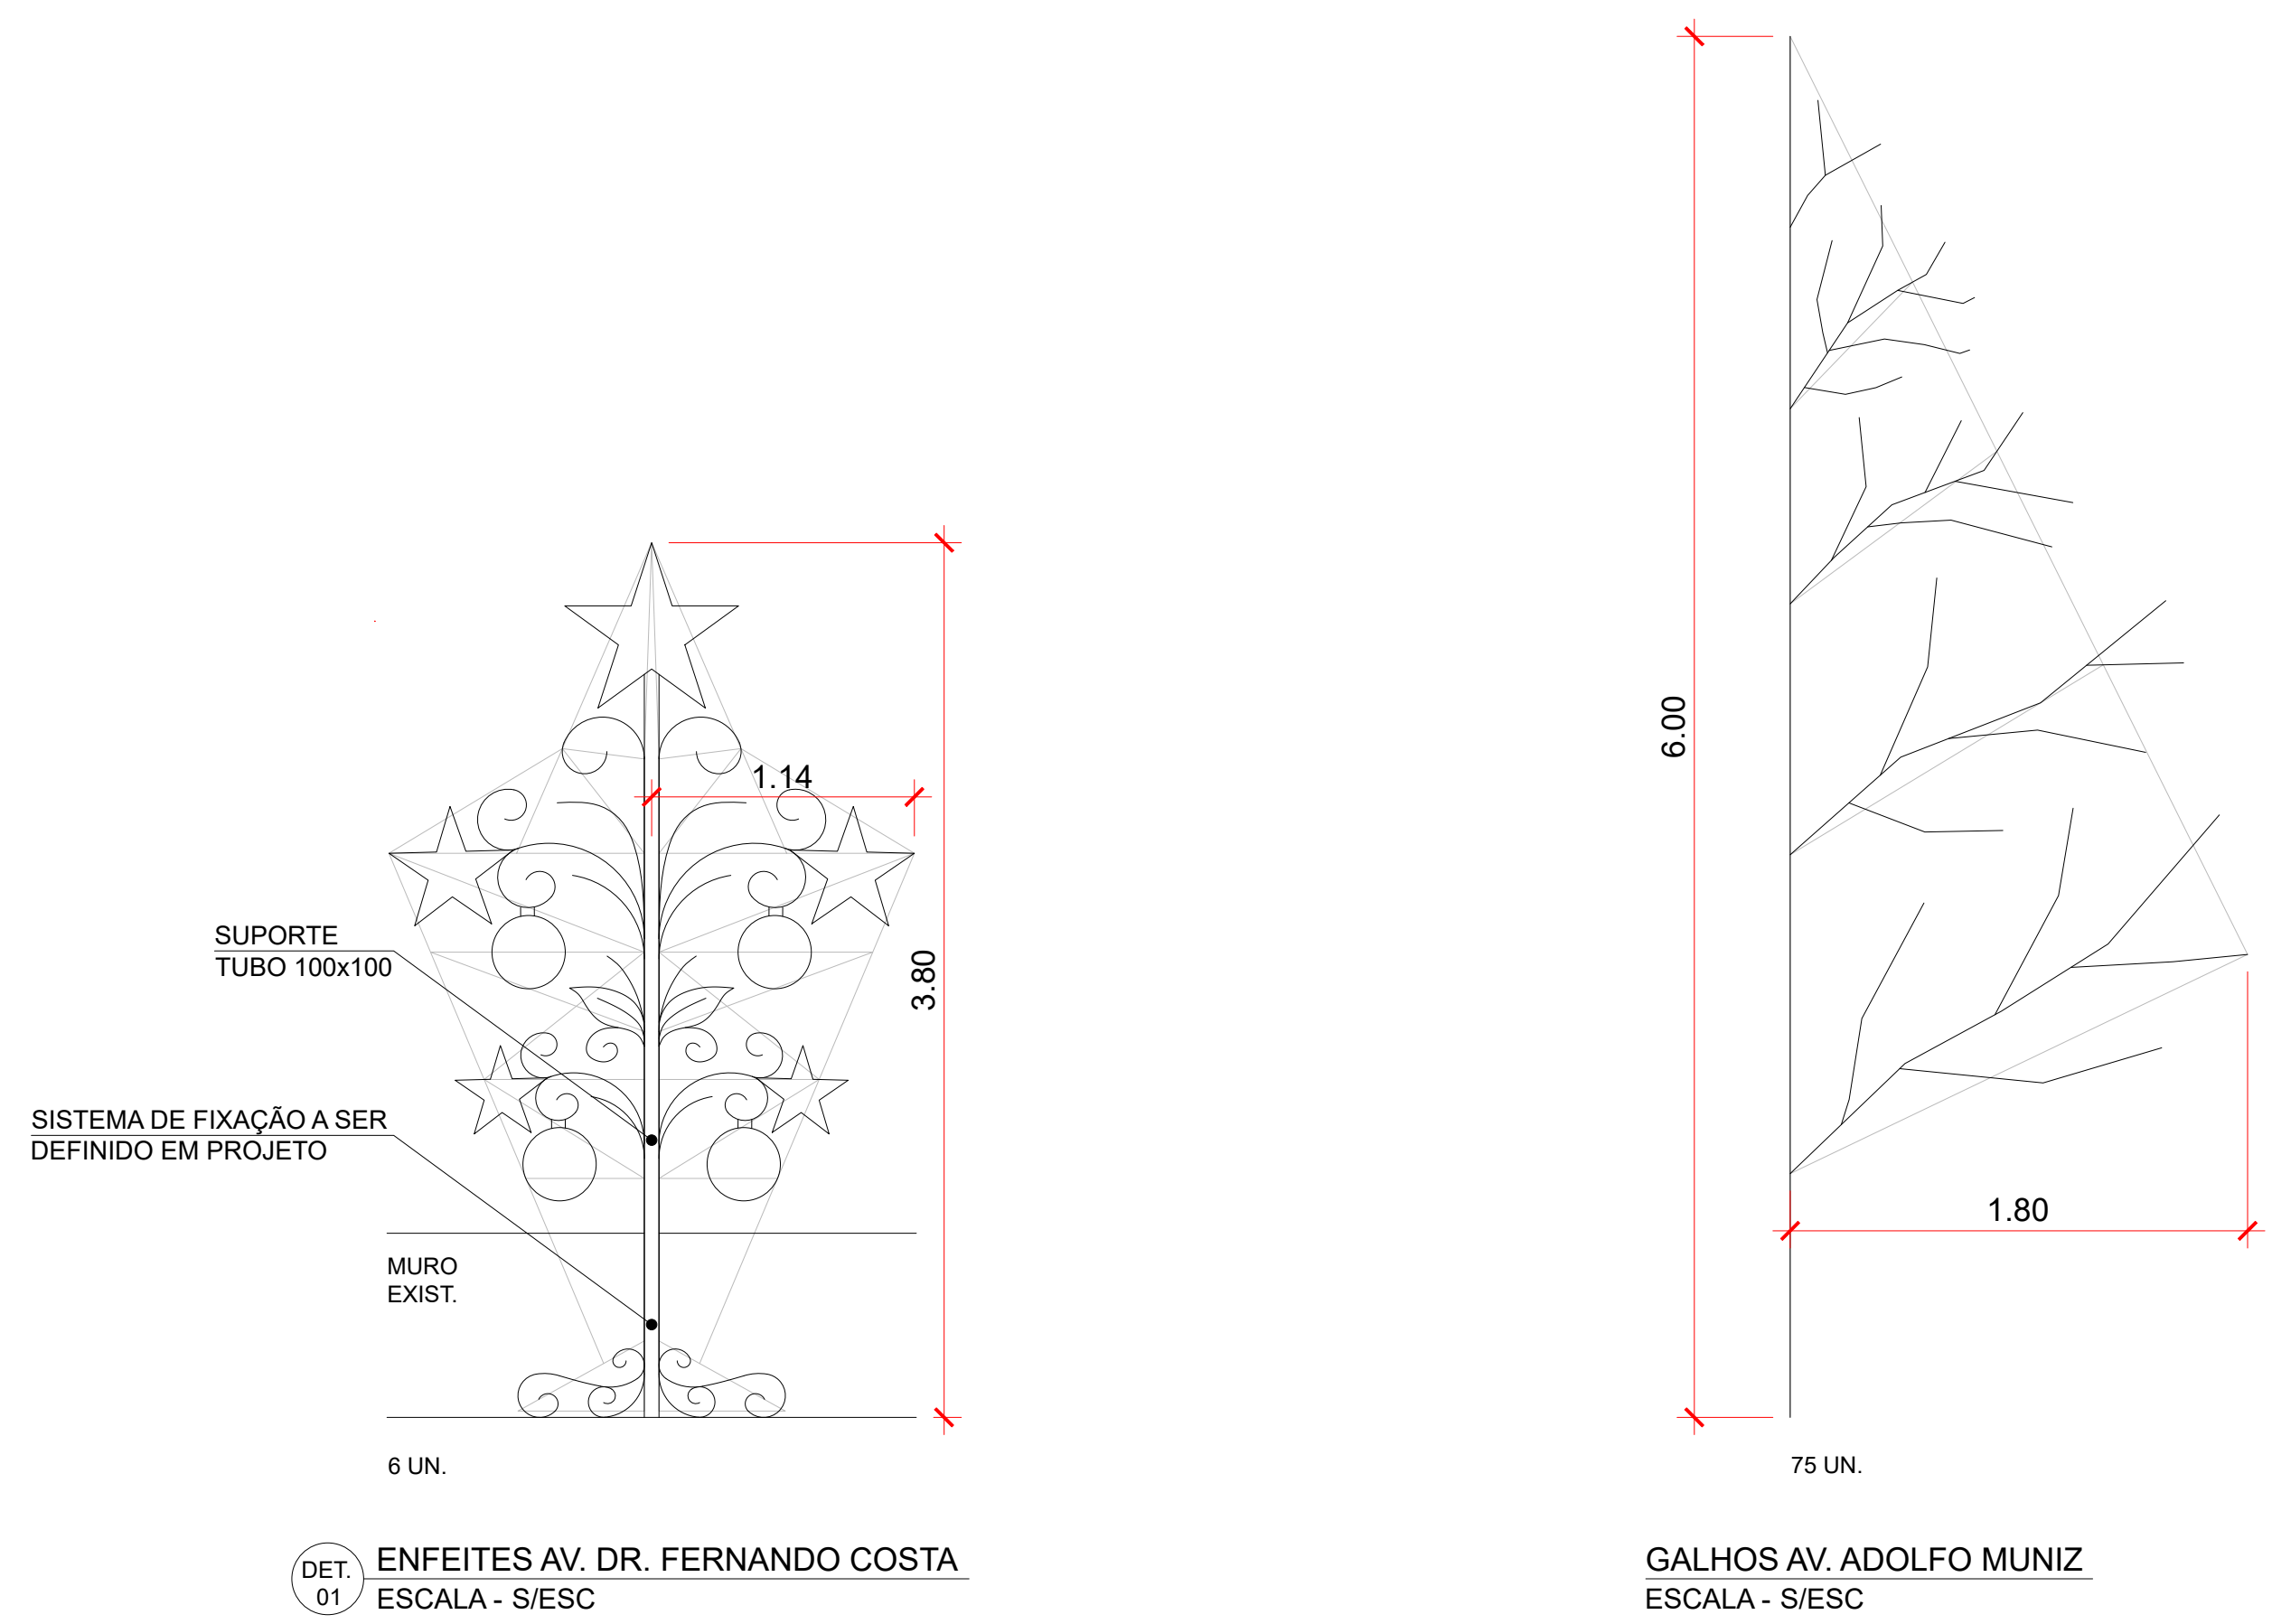 6.00
1.14
3.80
SUPORTE
TUBO 100x100
SISTEMA DE FIXAÇÃO A SER
DEFINIDO EM PROJETO
MURO
EXIST.
1.80
6 UN.
75 UN.
DET.
01
ENFEITES AV. DR. FERNANDO COSTA
ESCALA - S/ESC
GALHOS AV. ADOLFO MUNIZ
ESCALA - S/ESC